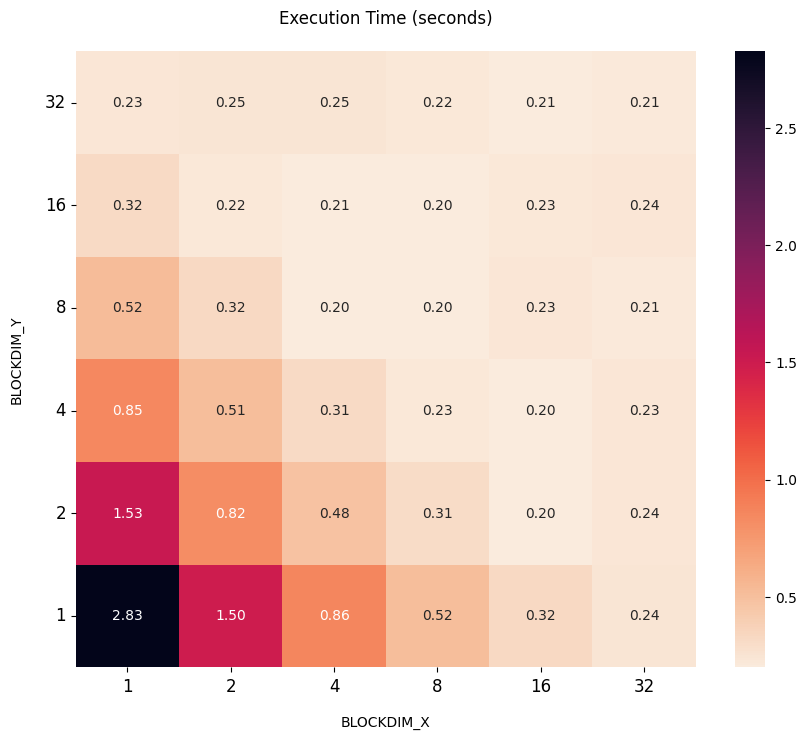 Execution Time (seconds)
32 0.23 0.25 0.25 0.22 0.21 0.21
16 0.32 0.22 0.21 0.20 0.23 0.24
8 0.52 0.32 0.20 0.20 0.23 0.21
4 0.85 0.51 0.31 0.23 0.20 0.23
2 1.53 0.82 0.48 0.31 0.20 0.24
1 2.83 1.50 0.86 0.52 0.32 0.24
1 2 4 8 16 32
BLOCKDIM_X
BLOCKDIM_Y
2.5
2.0
1.5
1.0
0.5